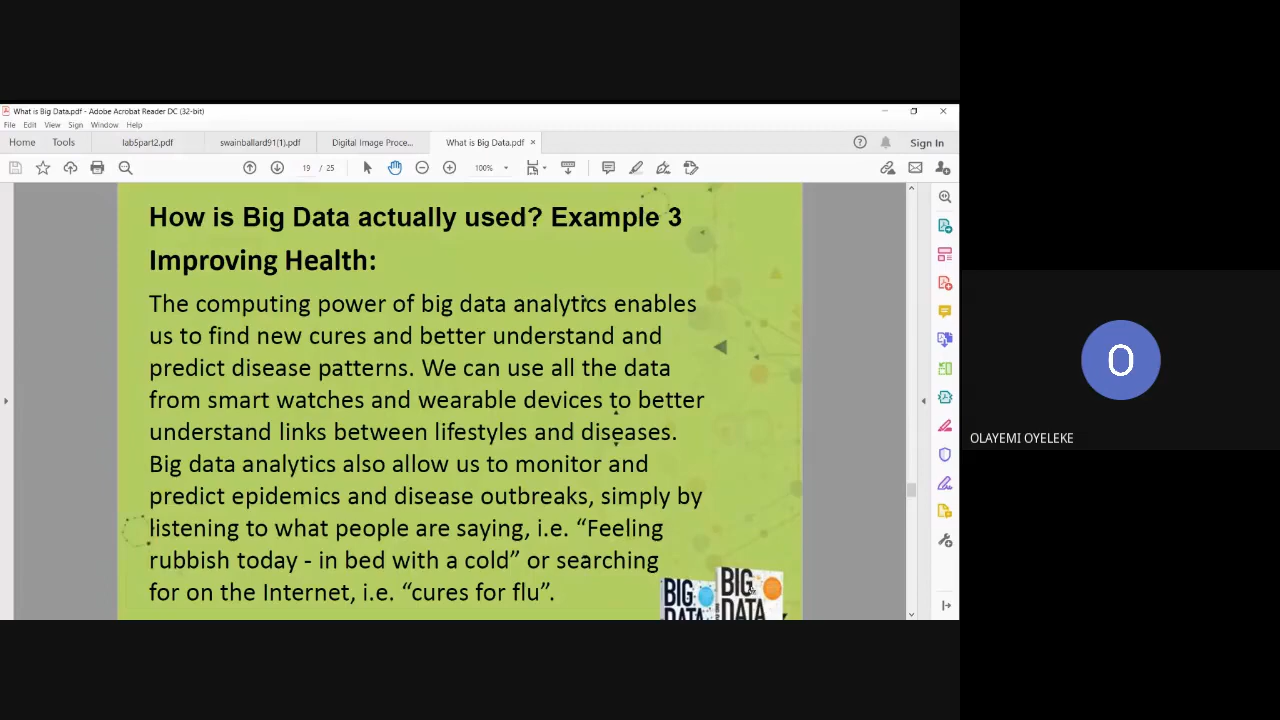 What is Big Data.pdf - Adobe Acrobat Reader DC (32-bit)
File Edit View Sign Window Help
Home Tools lab5part2.pdf swainballard91(1).pdf Digital Image Proce... What is Big Data.pdf × Sign In
19 / 25 100%
How is Big Data actually used? Example 3
Improving Health:
The computing power of big data analytics enables
us to find new cures and better understand and
predict disease patterns. We can use all the data
from smart watches and wearable devices to better
understand links between lifestyles and diseases.
Big data analytics also allow us to monitor and
predict epidemics and disease outbreaks, simply by
listening to what people are saying, i.e. “Feeling
rubbish today - in bed with a cold” or searching
for on the Internet, i.e. “cures for flu”.
BIG
DATA
BIG
DATA
O
OLAYEMI OYELEKE